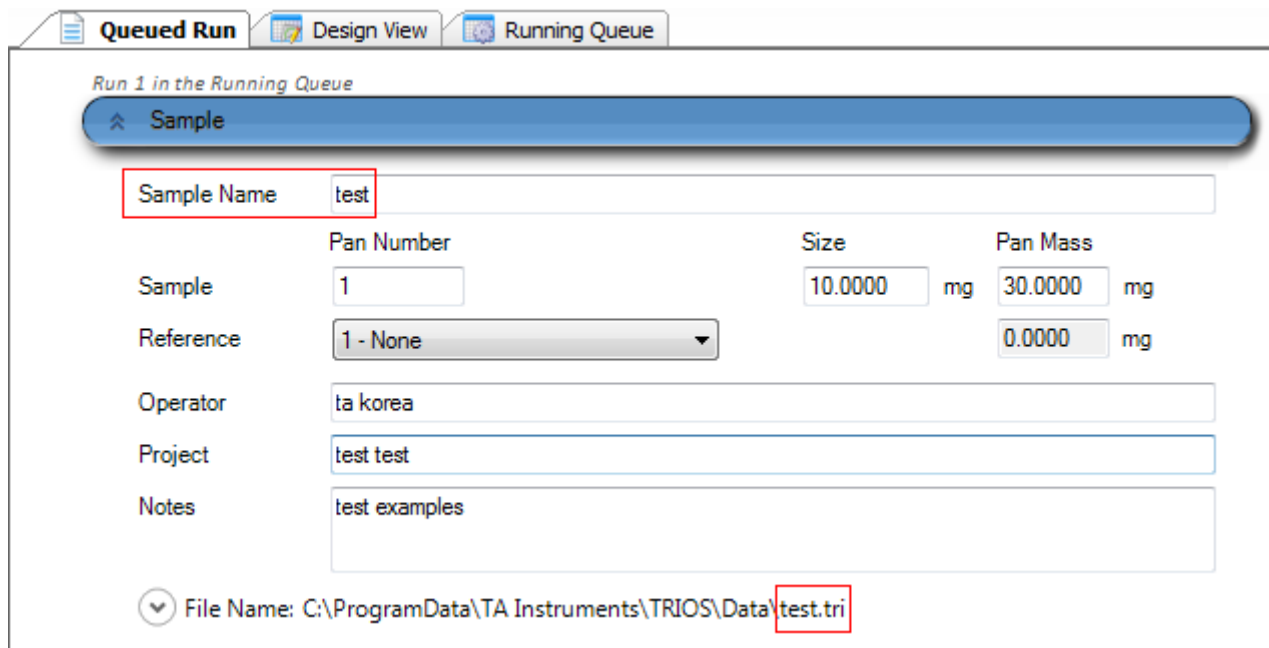 Queued Run Design View Running Queue
Run 1 in the Running Queue
Sample
Sample Name test
Pan Number Size Pan Mass
Sample 1 10.0000 mg 30.0000 mg
Reference 1 - None 0.0000 mg
Operator ta korea
Project test test
Notes test examples
File Name: C:\ProgramData\TA Instruments\TRIOS\Data\test.tri